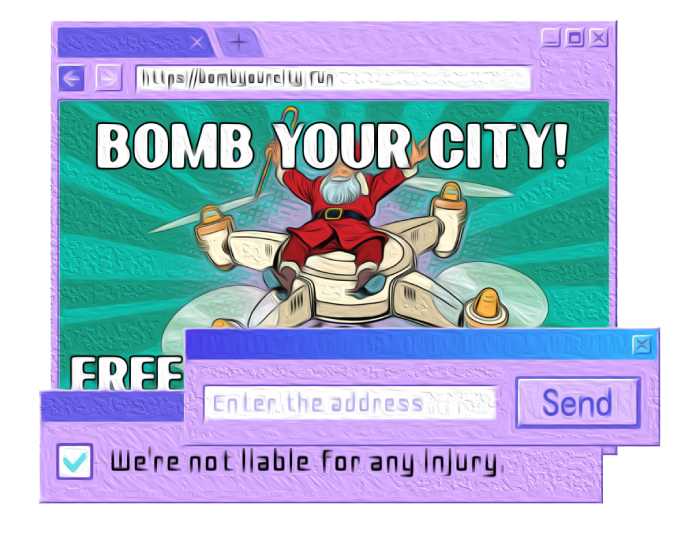 https://bombyourcity.run
BOMB YOUR CITY!
FREE
Enter the address
Send
We're not liable for any injury